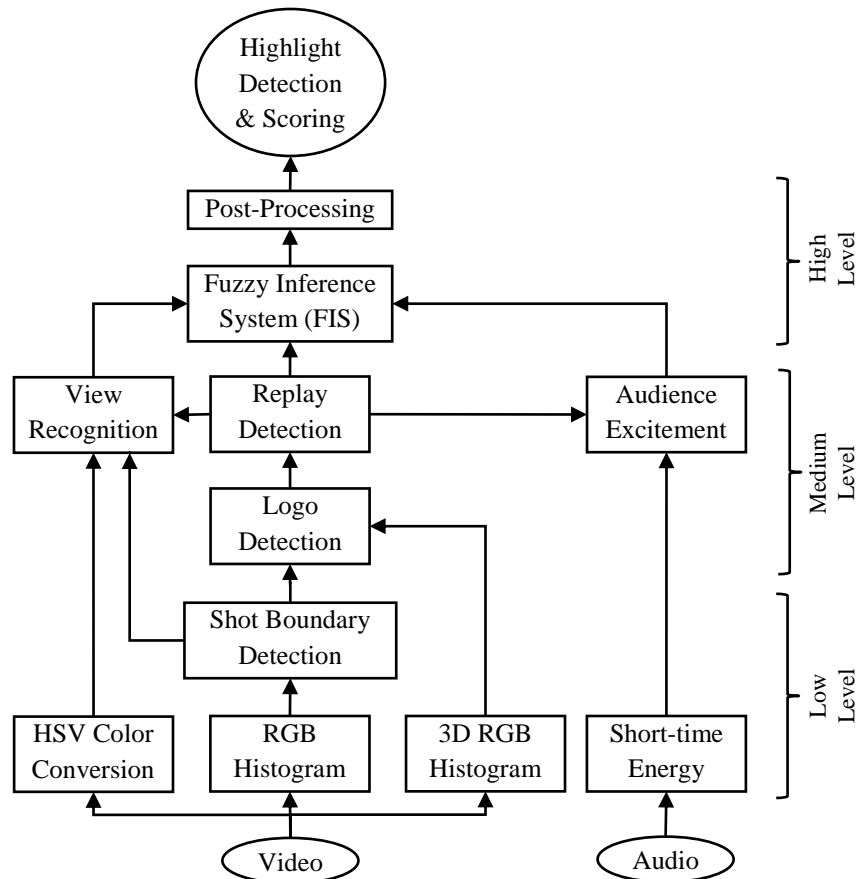 Highlight
Detection
& Scoring
Post-Processing
Fuzzy Inference
System (FIS)
High
Level
View
Recognition
Replay
Detection
Audience
Excitement
Logo
Detection
Medium
Level
Shot Boundary
Detection
HSV Color
Conversion
RGB
Histogram
3D RGB
Histogram
Short-time
Energy
Low
Level
Video
Audio